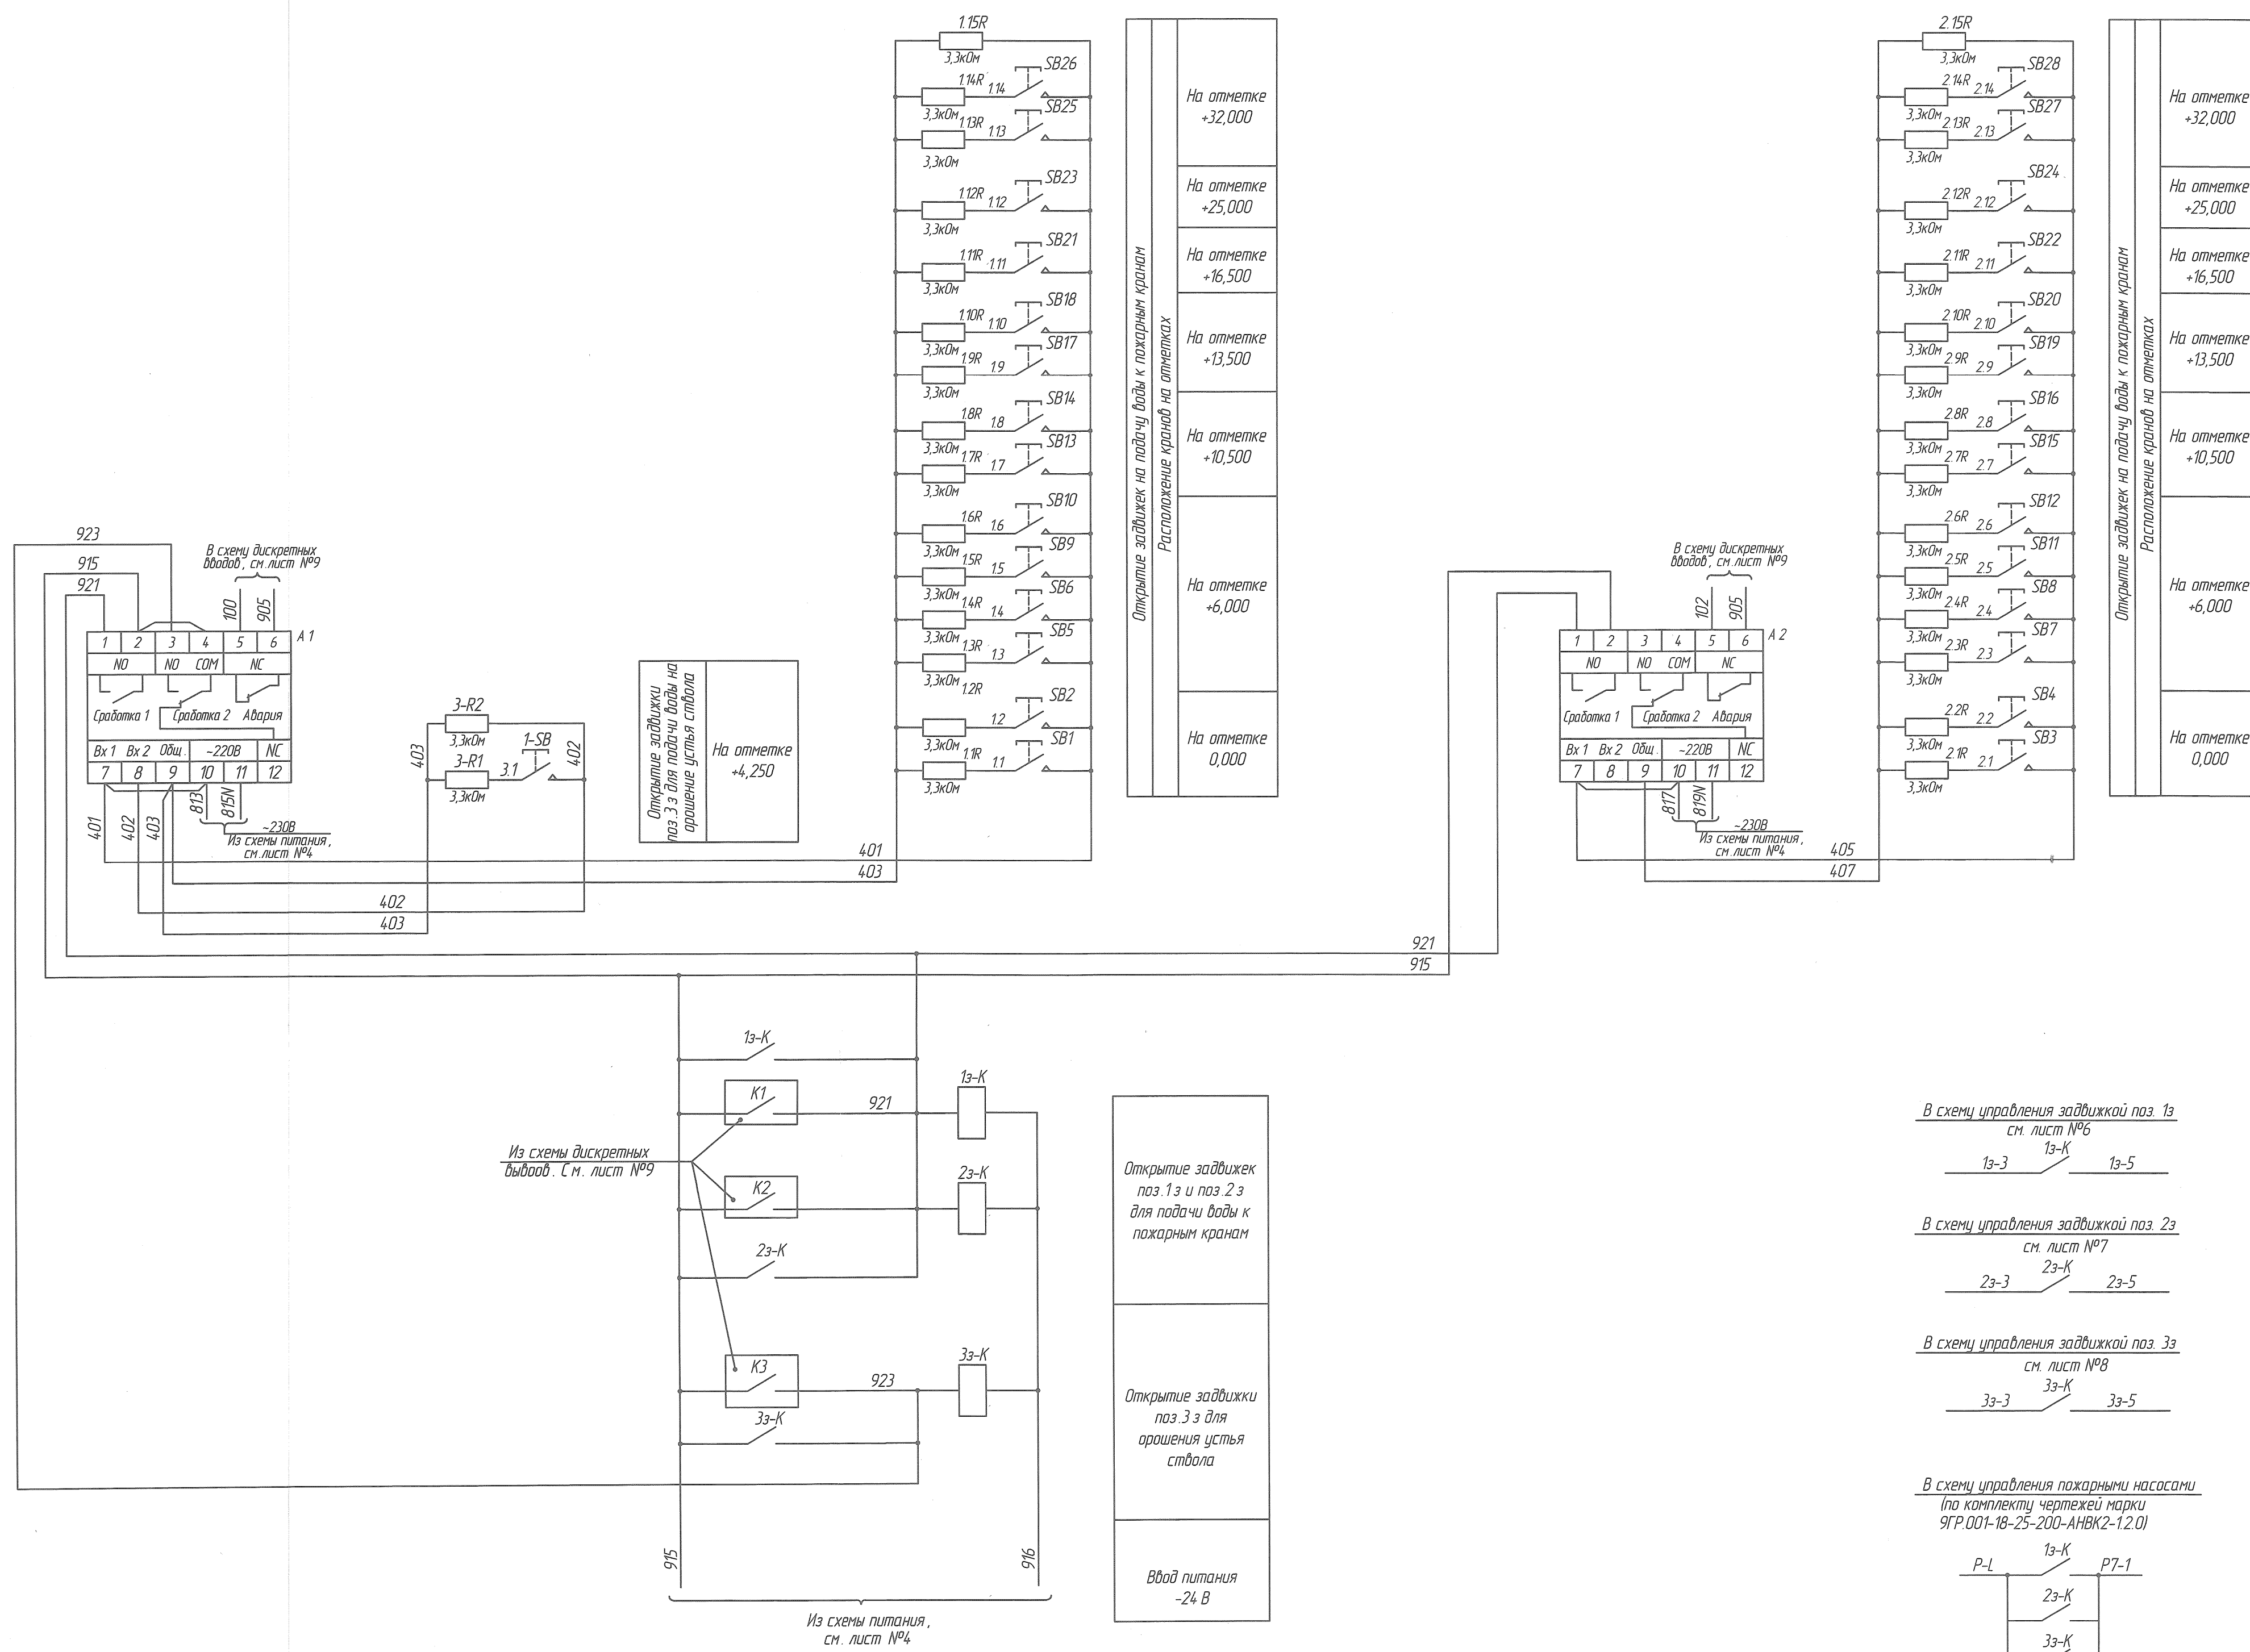 1.15R
3,3кОм
1.14R
1.14
SB26
3,3кОм
1.13R
1.13
SB25
3,3кОм
1.12R
1.12
SB23
3,3кОм
1.11R
1.11
SB21
3,3кОм
1.10R
1.10
SB18
3,3кОм
1.9R
1.9
SB17
3,3кОм
1.8R
1.8
SB14
3,3кОм
1.7R
1.7
SB13
3,3кОм
1.6R
1.6
SB10
3,3кОм
1.5R
1.5
SB9
3,3кОм
1.4R
1.4
SB6
3,3кОм
1.3R
1.3
SB5
3,3кОм
1.2R
1.2
SB2
3,3кОм
1.1R
1.1
SB1
3,3кОм
Открытие задвижек на подачу воды к пожарным кранам
Расположение кранов на отметках
На отметке
+32,000
На отметке
+25,000
На отметке
+16,500
На отметке
+13,500
На отметке
+10,500
На отметке
+6,000
На отметке
0,000
2.15R
3,3кОм
2.14R
2.14
SB28
3,3кОм
2.13R
2.13
SB27
3,3кОм
2.12R
2.12
SB24
3,3кОм
2.11R
2.11
SB22
3,3кОм
2.10R
2.10
SB20
3,3кОм
2.9R
2.9
SB19
3,3кОм
2.8R
2.8
SB16
3,3кОм
2.7R
2.7
SB15
3,3кОм
2.6R
2.6
SB12
3,3кОм
2.5R
2.5
SB11
3,3кОм
2.4R
2.4
SB8
3,3кОм
2.3R
2.3
SB7
3,3кОм
2.2R
2.2
SB4
3,3кОм
2.1R
2.1
SB3
3,3кОм
Открытие задвижек на подачу воды к пожарным кранам
Расположение кранов на отметках
На отметке
+32,000
На отметке
+25,000
На отметке
+16,500
На отметке
+13,500
На отметке
+10,500
На отметке
+6,000
На отметке
0,000
923
915
921
В схему дискретных
вводов, см.лист №9
100
905
А 1
1 2 3 4 5 6
NO NO COM NC
Сработка 1 Сработка 2 Авария
Вх 1 Вх 2 Общ. ~220В NC
7 8 9 10 11 12
401
402
403
813
815N
~230В
Из схемы питания,
см.лист №4
3-R2
3,3кОм
3-R1
3,3кОм
403
3.1
1-SB
402
Открытие задвижки
поз.3 з для подачи воды на
орошение устья ствола
На отметке
+4,250
401
403
402
403
В схему дискретных
вводов, см.лист №9
102
905
А 2
1 2 3 4 5 6
NO NO COM NC
Сработка 1 Сработка 2 Авария
Вх 1 Вх 2 Общ. ~220В NC
7 8 9 10 11 12
817
819N
~230В
Из схемы питания,
см.лист №4
405
407
921
915
1з-К
К1
921
1з-К
Из схемы дискретных
вывоов. См. лист №9
К2
2з-К
2з-К
К3
923
3з-К
3з-К
915
916
Из схемы питания,
см. лист №4
Открытие задвижек
поз.1 з и поз.2 з
для подачи воды к
пожарным кранам
Открытие задвижки
поз.3 з для
орошения устья
ствола
Ввод питания
-24 В
В схему управления задвижкой поз. 1з
см. лист №6
1з-К
1з-3
1з-5
В схему управления задвижкой поз. 2з
см. лист №7
2з-К
2з-3
2з-5
В схему управления задвижкой поз. 3з
см. лист №8
3з-К
3з-3
3з-5
В схему управления пожарными насосами
(по комплекту чертежей марки
9ГР.001-18-25-200-АНВК2-1.2.0)
1з-К
P-L
P7-1
2з-К
3з-К